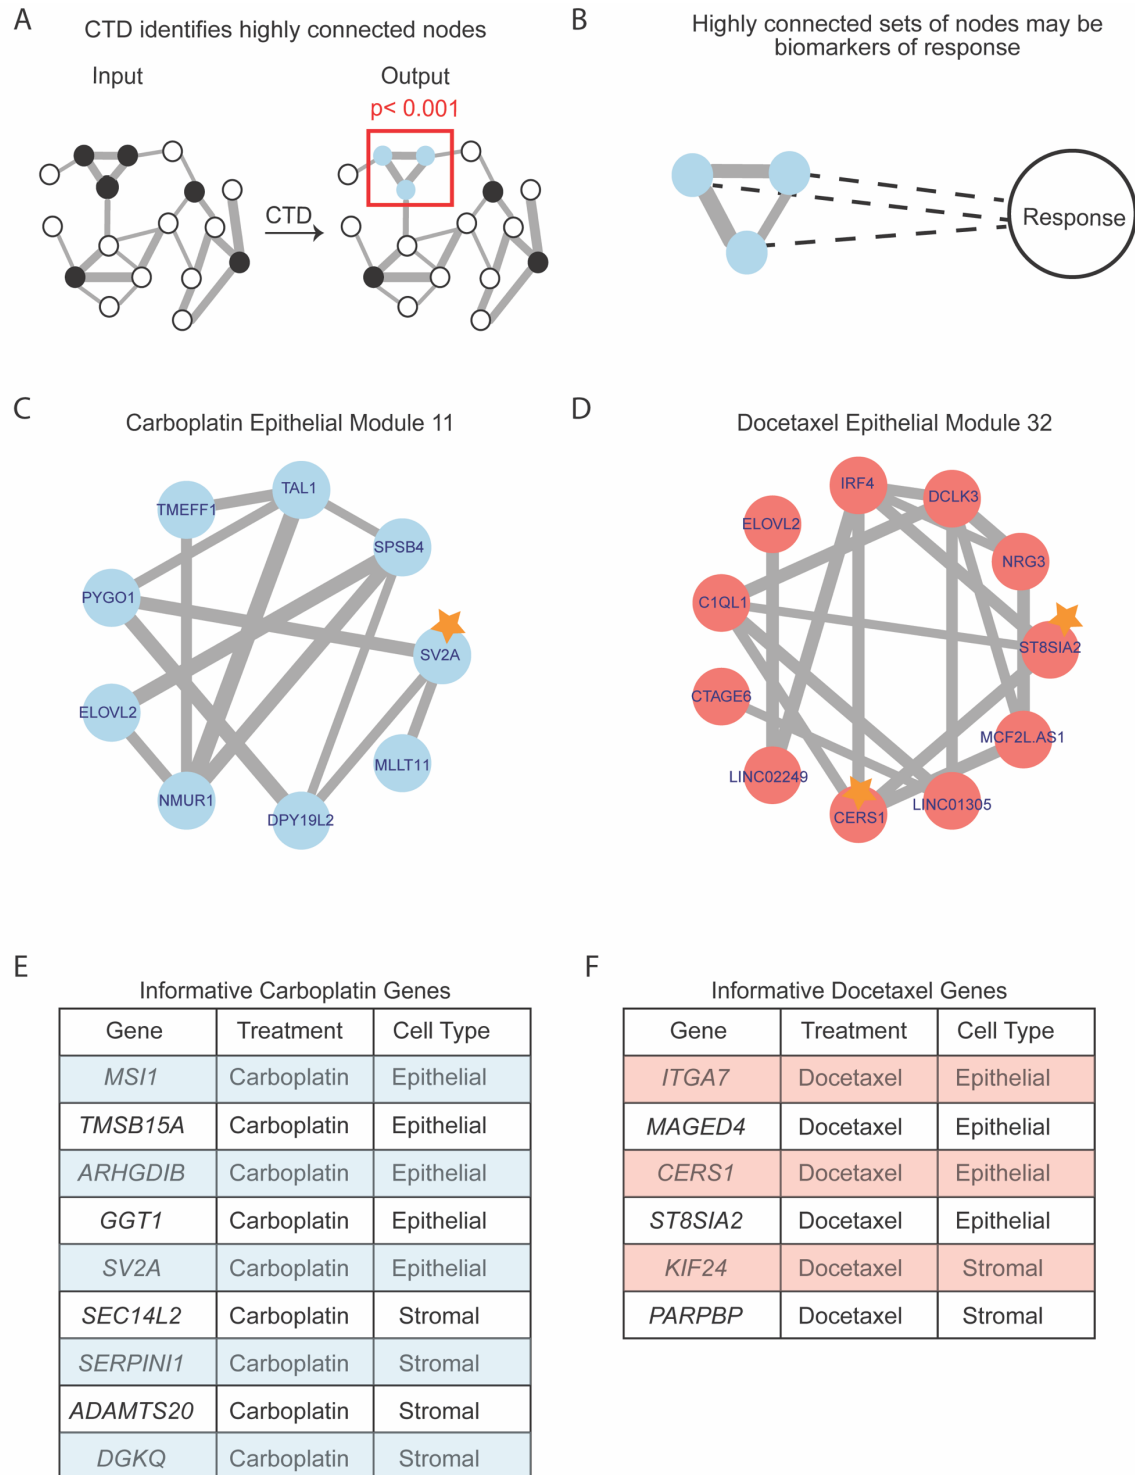 A
CTD identifies highly connected nodes
Input
Output
p< 0.001
CTD
B
Highly connected sets of nodes may be
biomarkers of response
Response
C
Carboplatin Epithelial Module 11
TAL1
TMEFF1
SPSB4
PYGO1
SV2A
ELOVL2
MLLT11
NMUR1
DPY19L2
D
Docetaxel Epithelial Module 32
IRF4
DCLK3
ELOVL2
NRG3
C1QL1
ST8SIA2
CTAGE6
MCF2L.AS1
LINC02249
LINC01305
CERS1
E
Informative Carboplatin Genes
Gene Treatment Cell Type
MSI1 Carboplatin Epithelial
TMSB15A Carboplatin Epithelial
ARHGDIB Carboplatin Epithelial
GGT1 Carboplatin Epithelial
SV2A Carboplatin Epithelial
SEC14L2 Carboplatin Stromal
SERPINI1 Carboplatin Stromal
ADAMTS20 Carboplatin Stromal
DGKQ Carboplatin Stromal
F
Informative Docetaxel Genes
Gene Treatment Cell Type
ITGA7 Docetaxel Epithelial
MAGED4 Docetaxel Epithelial
CERS1 Docetaxel Epithelial
ST8SIA2 Docetaxel Epithelial
KIF24 Docetaxel Stromal
PARPBP Docetaxel Stromal